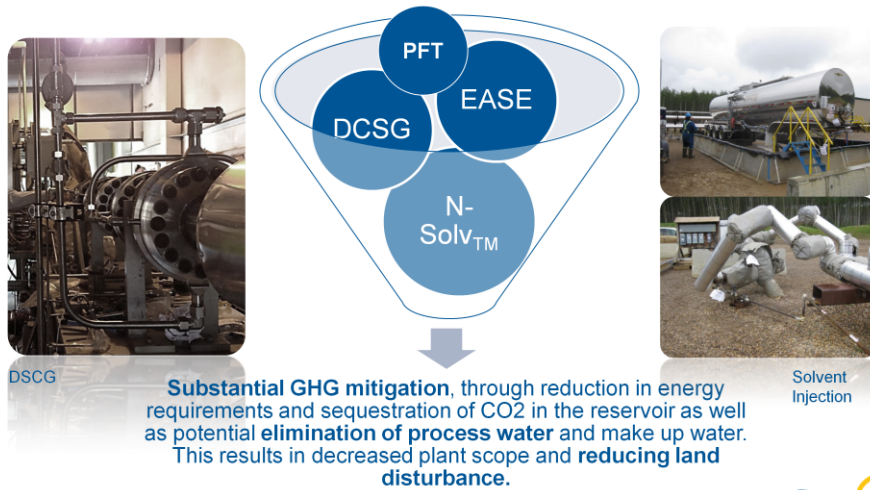 PFT
EASE
DCSG
N-
Solv™
DSCG
Solvent
Injection
Substantial GHG mitigation, through reduction in energy
requirements and sequestration of CO2 in the reservoir as well
as potential elimination of process water and make up water.
This results in decreased plant scope and reducing land
disturbance.